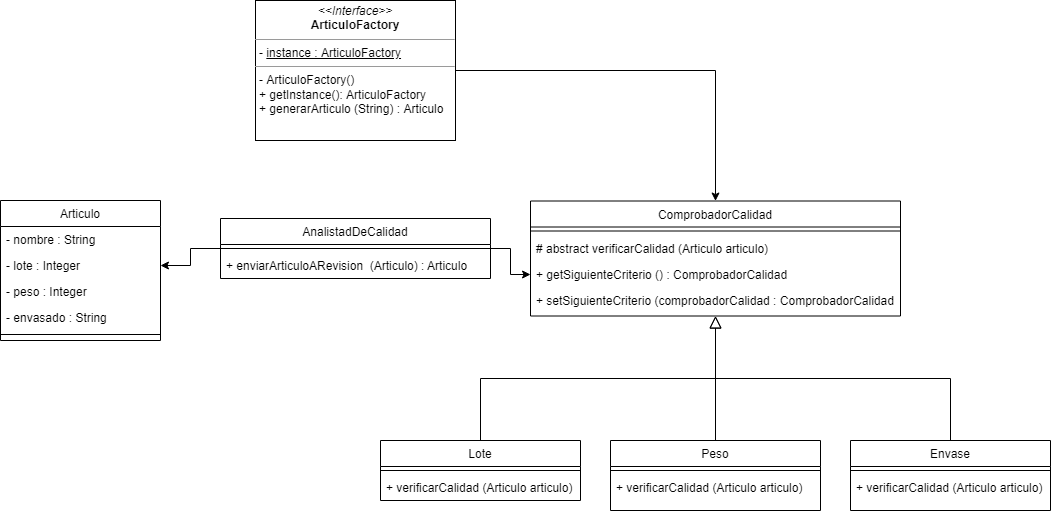 <<Interface>>
ArticuloFactory
- instance : ArticuloFactory
- ArticuloFactory()
+ getInstance(): ArticuloFactory
+ generarArticulo (String) : Articulo
Articulo
- nombre : String
- lote : Integer
- peso : Integer
- envasado : String
AnalistadDeCalidad
+ enviarArticuloARevision (Articulo) : Articulo
ComprobadorCalidad
# abstract verificarCalidad (Articulo articulo)
+ getSiguienteCriterio () : ComprobadorCalidad
+ setSiguienteCriterio (comprobadorCalidad : ComprobadorCalidad
Lote
+ verificarCalidad (Articulo articulo)
Peso
+ verificarCalidad (Articulo articulo)
Envase
+ verificarCalidad (Articulo articulo)